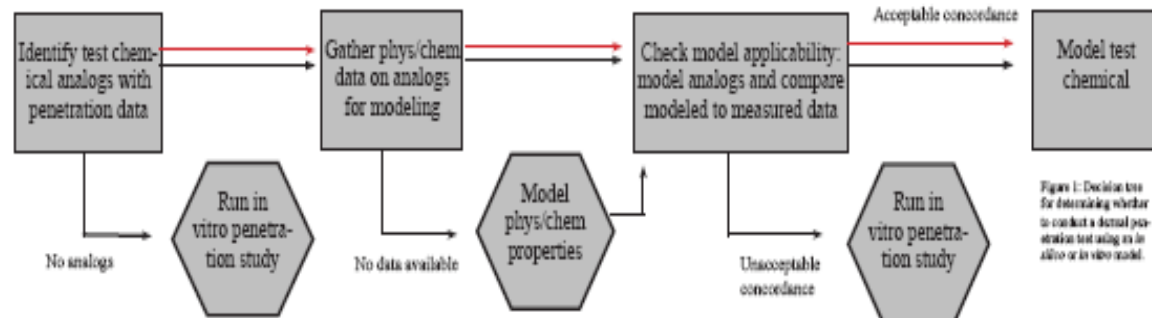 Acceptable concordance
Identify test chem-
ical analogs with
penetration data
Gather phys/chem
data on analogs
for modeling
Check model applicability:
model analogs and compare
modeled to measured data
Model test
chemical
Run in
vitro penetra-
tion study
No analogs
Model
phys/chem
properties
No data available
Unacceptable
concordance
Run in
vitro penetra-
tion study
Figure 1: Decision tree
for determining whether
to conduct a dermal pen-
etration test using an in
silico or in vitro model.